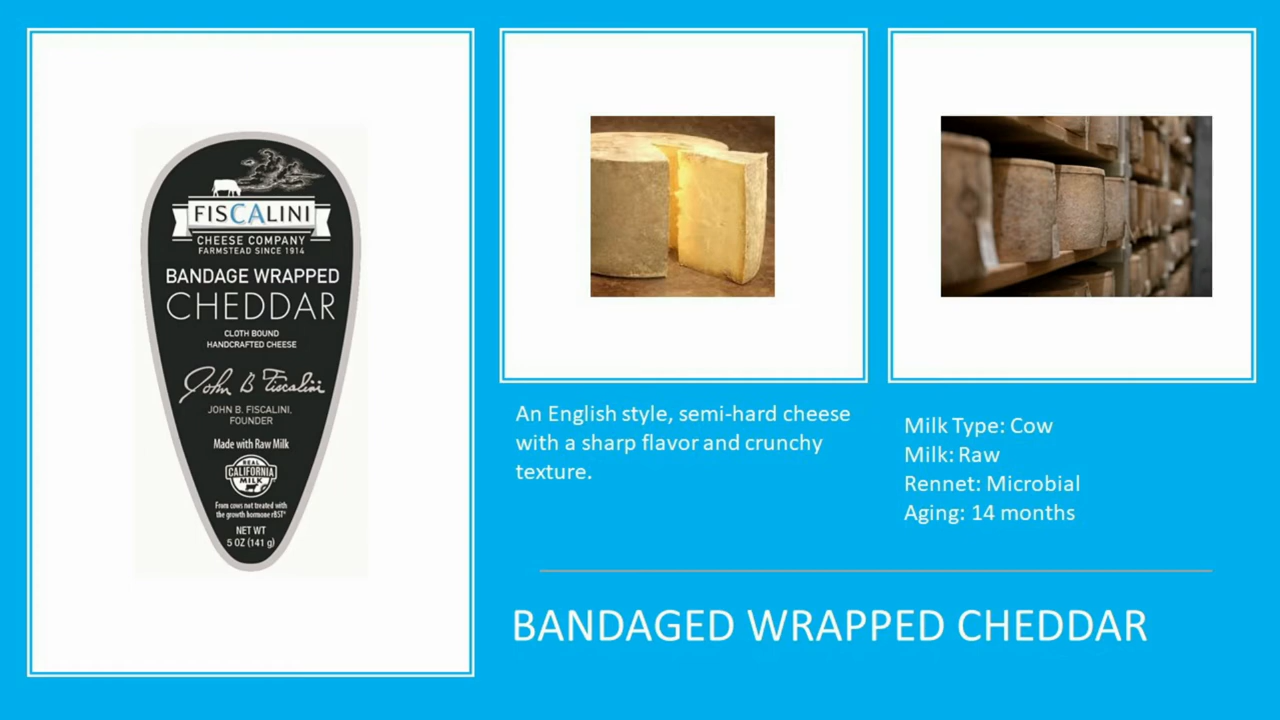 FISCALINI
CHEESE COMPANY
FARMSTEAD SINCE 1914
BANDAGE WRAPPED
CHEDDAR
CLOTH BOUND
HANDCRAFTED CHEESE
John B Fiscalini
JOHN B. FISCALINI,
FOUNDER
Made with Raw Milk
REAL
CALIFORNIA
MILK
From cows not treated with
the growth hormone rBST*
NET WT
5 OZ (141 g)
An English style, semi-hard cheese
with a sharp flavor and crunchy
texture.
Milk Type: Cow
Milk: Raw
Rennet: Microbial
Aging: 14 months
BANDAGED WRAPPED CHEDDAR